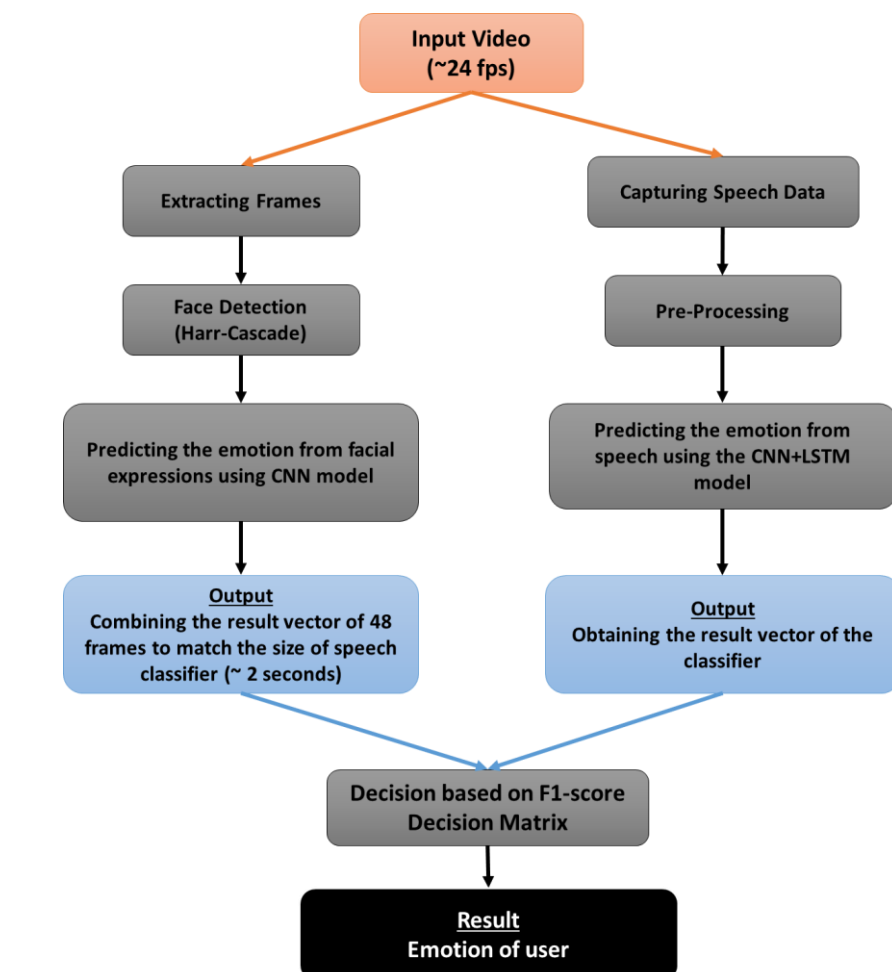 Input Video
(~24 fps)
Extracting Frames
Capturing Speech Data
Face Detection
(Harr-Cascade)
Pre-Processing
Predicting the emotion from facial
expressions using CNN model
Predicting the emotion from
speech using the CNN+LSTM
model
Output
Combining the result vector of 48
frames to match the size of speech
classifier (~ 2 seconds)
Output
Obtaining the result vector of the
classifier
Decision based on F1-score
Decision Matrix
Result
Emotion of user